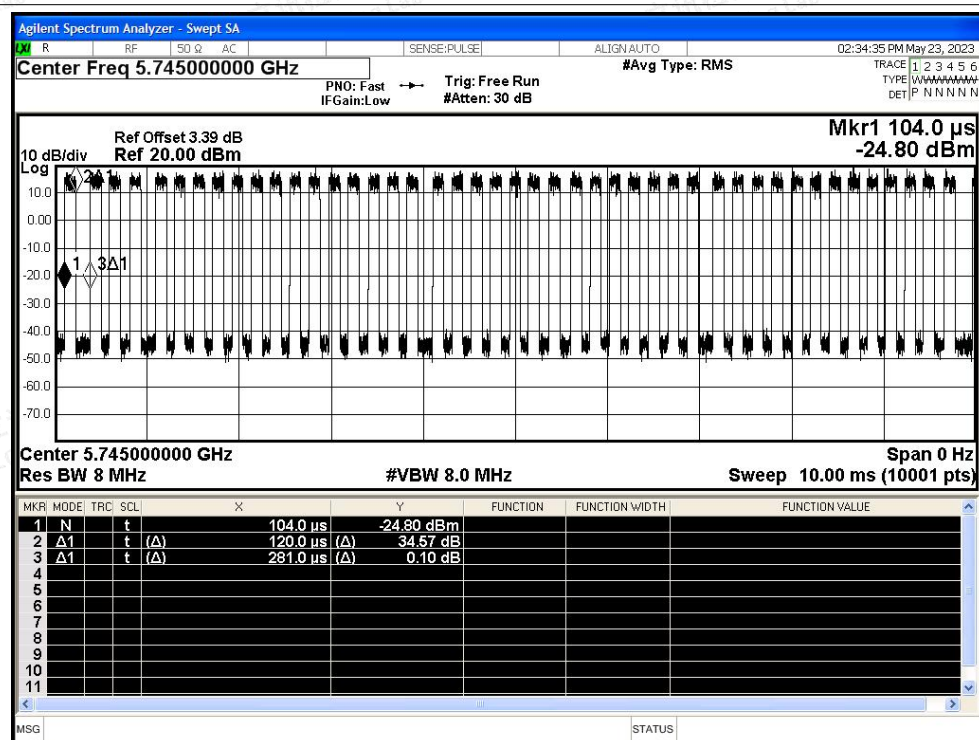 Agilent Spectrum Analyzer - Swept SA
LXI R RF 50 Ω AC SENSE:PULSE ALIGN AUTO 02:34:35 PM May 23, 2023
Center Freq 5.745000000 GHz #Avg Type: RMS TRACE 1 2 3 4 5 6
PNO: Fast Trig: Free Run TYPE WWWWWW
IFGain:Low #Atten: 30 dB DET P N N N N N
Mkr1 104.0 µs
Ref Offset 3.39 dB
10 dB/div Ref 20.00 dBm -24.80 dBm
Log
2Δ1
10.0
0.00
-10.0
1 3Δ1
-20.0
-30.0
-40.0
-50.0
-60.0
-70.0
Center 5.745000000 GHz Span 0 Hz
Res BW 8 MHz #VBW 8.0 MHz Sweep 10.00 ms (10001 pts)
MKR MODE TRC SCL X Y FUNCTION FUNCTION WIDTH FUNCTION VALUE
1 N t 104.0 µs -24.80 dBm
2 Δ1 t (Δ) 120.0 µs (Δ) 34.57 dB
3 Δ1 t (Δ) 281.0 µs (Δ) 0.10 dB
4
5
6
7
8
9
10
11
MSG STATUS